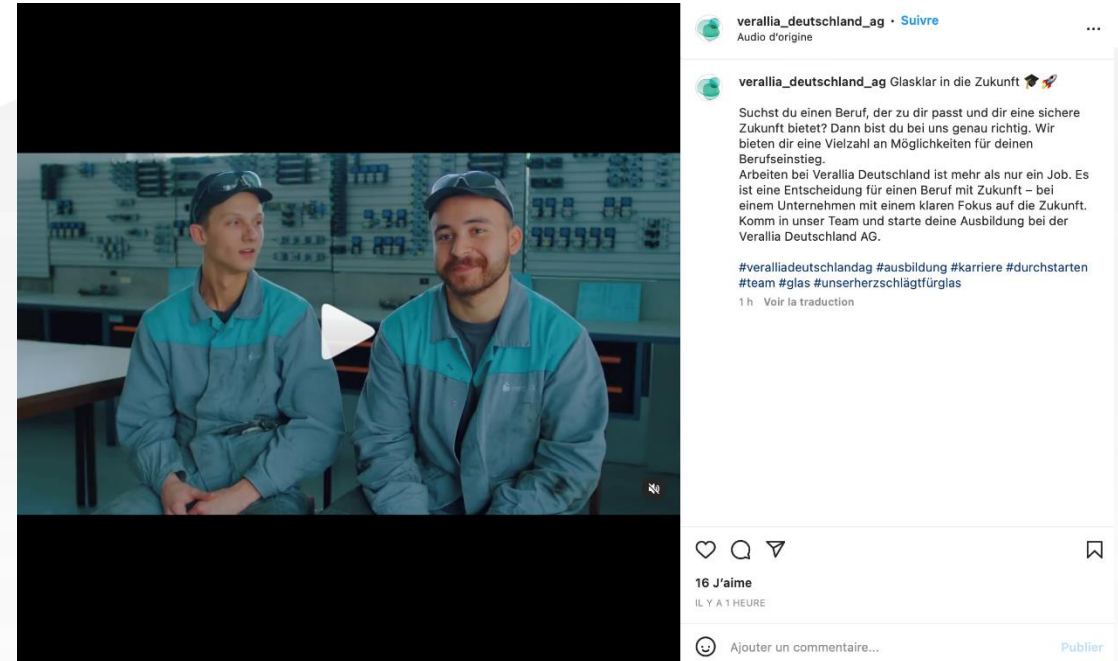 verallia_deutschland_ag • Suivre
Audio d'origine
verallia_deutschland_ag Glasklar in die Zukunft 🎓🚀
Suchst du einen Beruf, der zu dir passt und dir eine sichere
Zukunft bietet? Dann bist du bei uns genau richtig. Wir
bieten dir eine Vielzahl an Möglichkeiten für deinen
Berufseinstieg.
Arbeiten bei Verallia Deutschland ist mehr als nur ein Job. Es
ist eine Entscheidung für einen Beruf mit Zukunft – bei
einem Unternehmen mit einem klaren Fokus auf die Zukunft.
Komm in unser Team und starte deine Ausbildung bei der
Verallia Deutschland AG.
#veralliadeutschlandag #ausbildung #karriere #durchstarten
#team #glas #unserherzschlägtfürglas
1 h Voir la traduction
16 J'aime
IL Y A 1 HEURE
Ajouter un commentaire... Publier